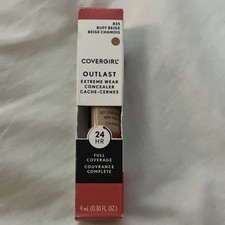 825
BUFF BEIGE
BEIGE CHAMOIS
COVERGIRL
OUTLAST
EXTREME WEAR
CONCEALER
CACHE-CERNES
24
HR
FULL
COVERAGE
COUVRANCE
COMPLÈTE
9 mL (0.30 FL. OZ.)